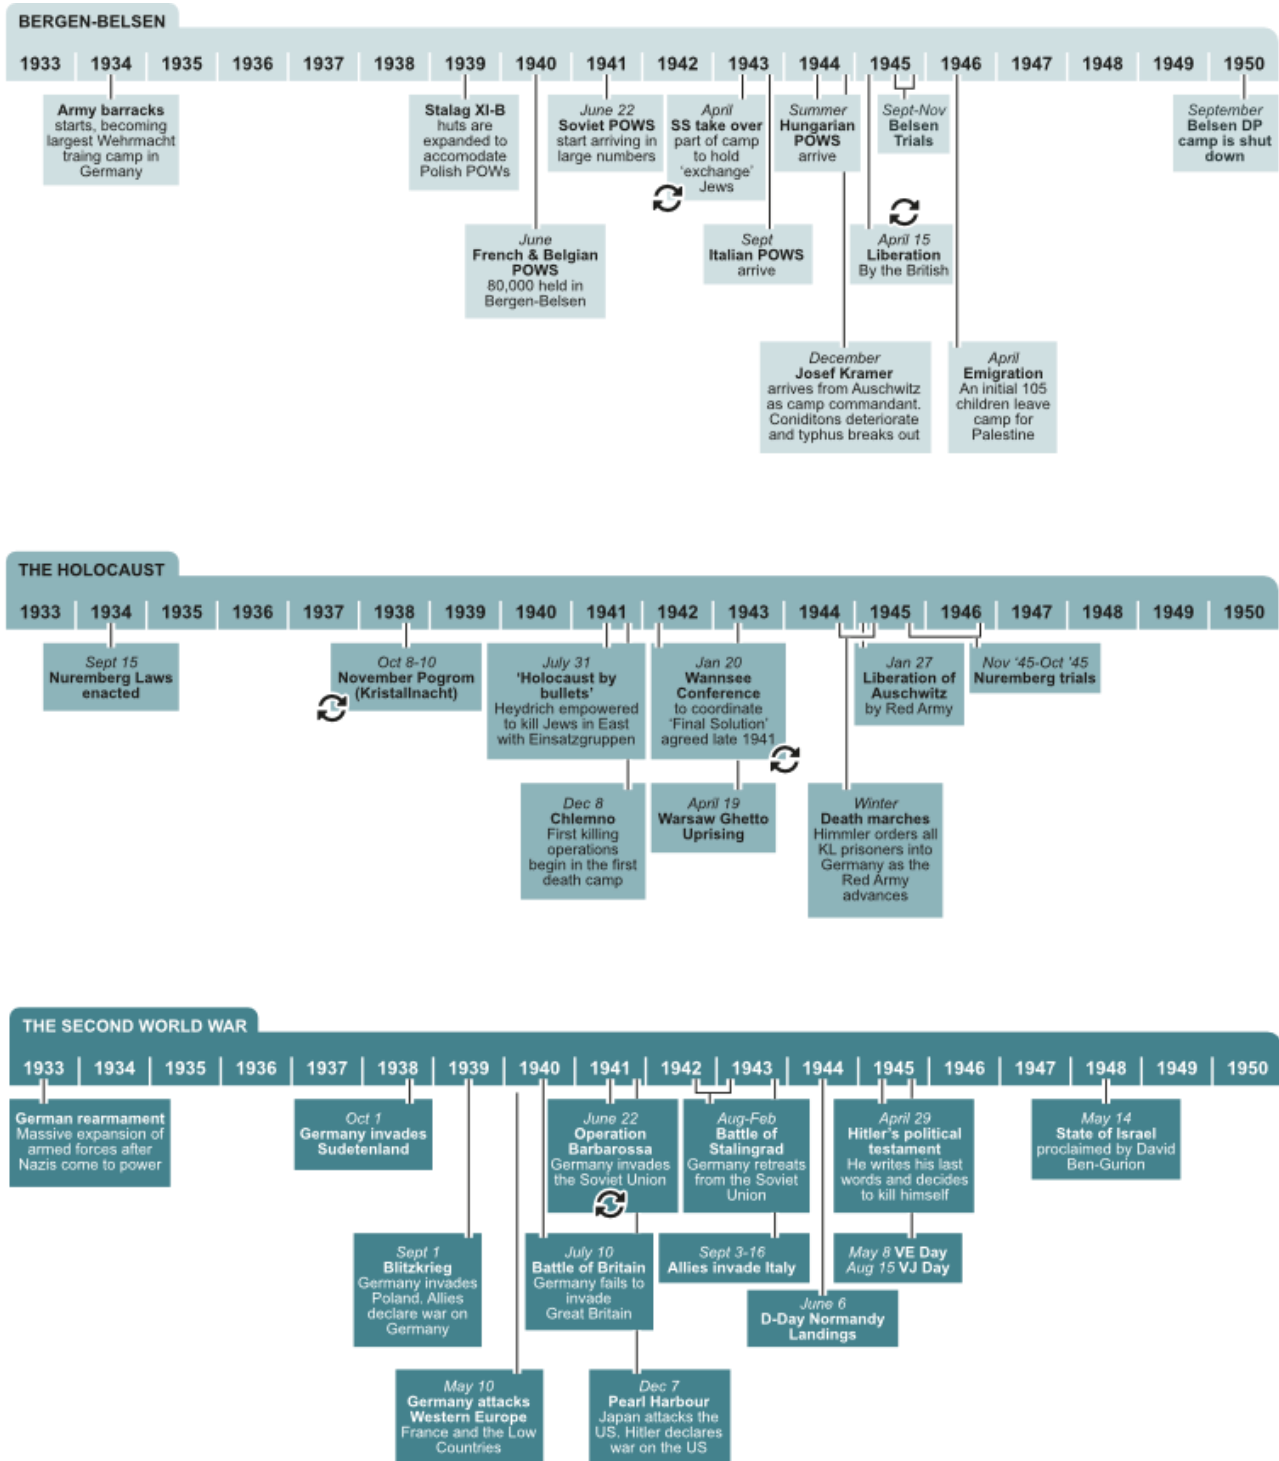 BERGEN-BELSEN
1933 1934 1935 1936 1937 1938 1939 1940 1941 1942 1943 1944 1945 1946 1947 1948 1949 1950
Army barracks
starts, becoming
largest Wehrmacht
traing camp in
Germany
Stalag XI-B
huts are
expanded to
accomodate
Polish POWs
June
French & Belgian
POWS
80,000 held in
Bergen-Belsen
June 22
Soviet POWS
start arriving in
large numbers
April
SS take over
part of camp
to hold
'exchange'
Jews
Sept
Italian POWS
arrive
Summer
Hungarian
POWS
arrive
December
Josef Kramer
arrives from Auschwitz
as camp commandant.
Coniditons deteriorate
and typhus breaks out
Sept-Nov
Belsen
Trials
April 15
Liberation
By the British
April
Emigration
An initial 105
children leave
camp for
Palestine
September
Belsen DP
camp is shut
down
THE HOLOCAUST
1933 1934 1935 1936 1937 1938 1939 1940 1941 1942 1943 1944 1945 1946 1947 1948 1949 1950
Sept 15
Nuremberg Laws
enacted
Oct 8-10
November Pogrom
(Kristallnacht)
July 31
'Holocaust by
bullets'
Heydrich empowered
to kill Jews in East
with Einsatzgruppen
Dec 8
Chlemno
First killing
operations
begin in the first
death camp
Jan 20
Wannsee
Conference
to coordinate
'Final Solution'
agreed late 1941
April 19
Warsaw Ghetto
Uprising
Winter
Death marches
Himmler orders all
KL prisoners into
Germany as the
Red Army
advances
Jan 27
Liberation of
Auschwitz
by Red Army
Nov '45-Oct '45
Nuremberg trials
THE SECOND WORLD WAR
1933 1934 1935 1936 1937 1938 1939 1940 1941 1942 1943 1944 1945 1946 1947 1948 1949 1950
German rearmament
Massive expansion of
armed forces after
Nazis come to power
Oct 1
Germany invades
Sudetenland
Sept 1
Blitzkrieg
Germany invades
Poland. Allies
declare war on
Germany
May 10
Germany attacks
Western Europe
France and the Low
Countries
July 10
Battle of Britain
Germany fails to
invade
Great Britain
June 22
Operation
Barbarossa
Germany invades
the Soviet Union
Dec 7
Pearl Harbour
Japan attacks the
US. Hitler declares
war on the US
Aug-Feb
Battle of
Stalingrad
Germany retreats
from the Soviet
Union
Sept 3-16
Allies invade Italy
June 6
D-Day Normandy
Landings
April 29
Hitler's political
testament
He writes his last
words and decides
to kill himself
May 8 VE Day
Aug 15 VJ Day
May 14
State of Israel
proclaimed by David
Ben-Gurion